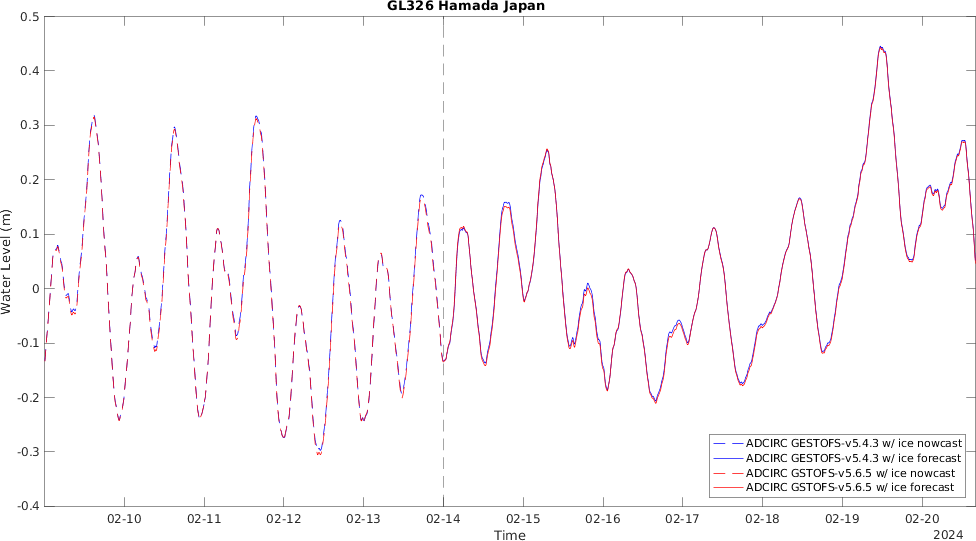 GL326 Hamada Japan
0.5
0.4
0.3
0.2
0.1
0
-0.1
-0.2
-0.3
-0.4
Water Level (m)
ADCIRC GESTOFS-v5.4.3 w/ ice nowcast
ADCIRC GESTOFS-v5.4.3 w/ ice forecast
ADCIRC GSTOFS-v5.6.5 w/ ice nowcast
ADCIRC GSTOFS-v5.6.5 w/ ice forecast
02-10 02-11 02-12 02-13 02-14 02-15 02-16 02-17 02-18 02-19 02-20
Time
2024